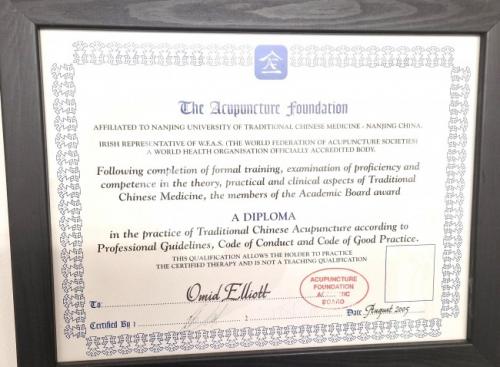 The Acupuncture Foundation
AFFILIATED TO NANJING UNIVERSITY OF TRADITIONAL CHINESE MEDICINE - NANJING CHINA.
IRISH REPRESENTATIVE OF W.F.A.S. (THE WORLD FEDERATION OF ACUPUNCTURE SOCIETIES)
A WORLD HEALTH ORGANISATION OFFICIALLY ACCREDITED BODY.
Following completion of formal training, examination of proficiency and
competence in the theory, practical and clinical aspects of Traditional
Chinese Medicine, the members of the Academic Board award
A DIPLOMA
in the practice of Traditional Chinese Acupuncture according to
Professional Guidelines, Code of Conduct and Code of Good Practice.
THIS QUALIFICATION ALLOWS THE HOLDER TO PRACTICE
THE CERTIFIED THERAPY AND IS NOT A TEACHING QUALIFICATION
To: Omid Elliott
ACUPUNCTURE
FOUNDATION
BOARD
Date August 2005
Certified By :